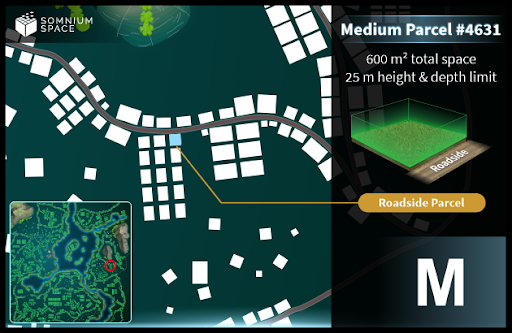 SOMNIUM
SPACE
Medium Parcel #4631
600 m² total space
25 m height & depth limit
Roadside
Roadside Parcel
M